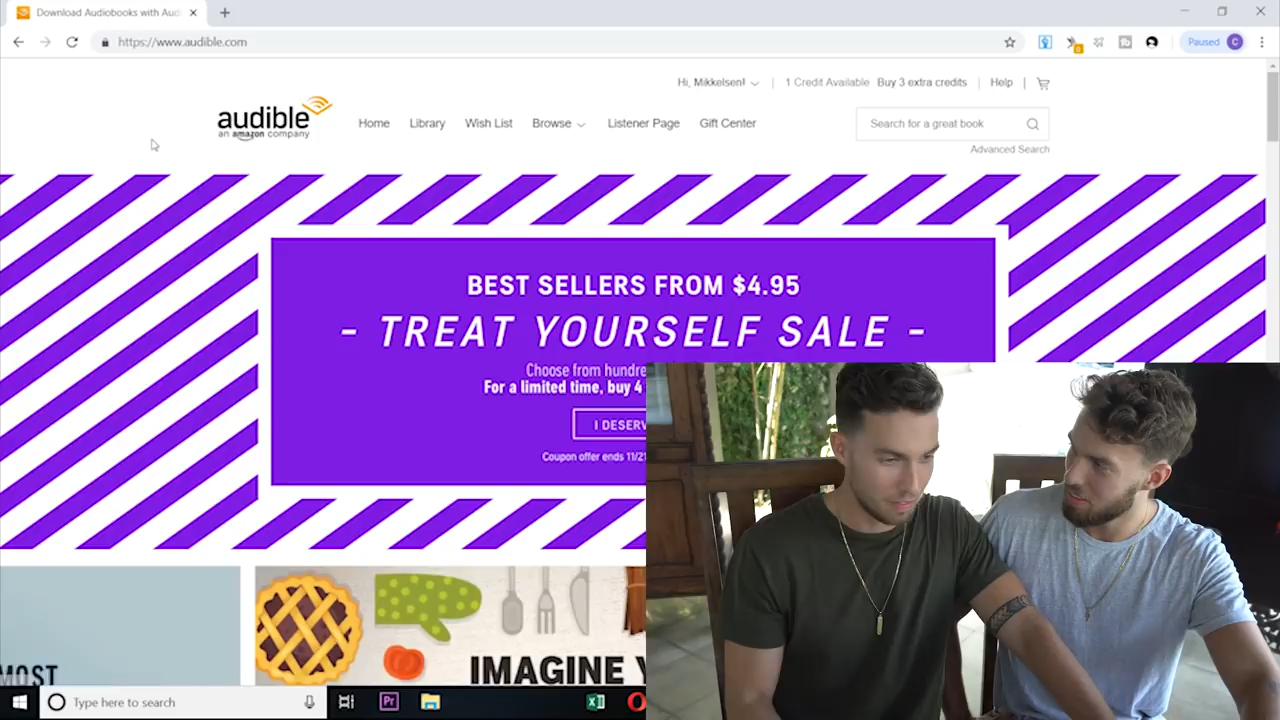 Download Audiobooks with Aud
https://www.audible.com
Paused C
Hi, Mikkelsen! 1 Credit Available Buy 3 extra credits Help
audible
an amazon company
Home Library Wish List Browse Listener Page Gift Center
Search for a great book
Advanced Search
BEST SELLERS FROM $4.95
- TREAT YOURSELF SALE -
Choose from hundre
For a limited time, buy 4
I DESERV
Coupon offer ends 11/21
MOST
IMAGINE Y
Type here to search
Pr